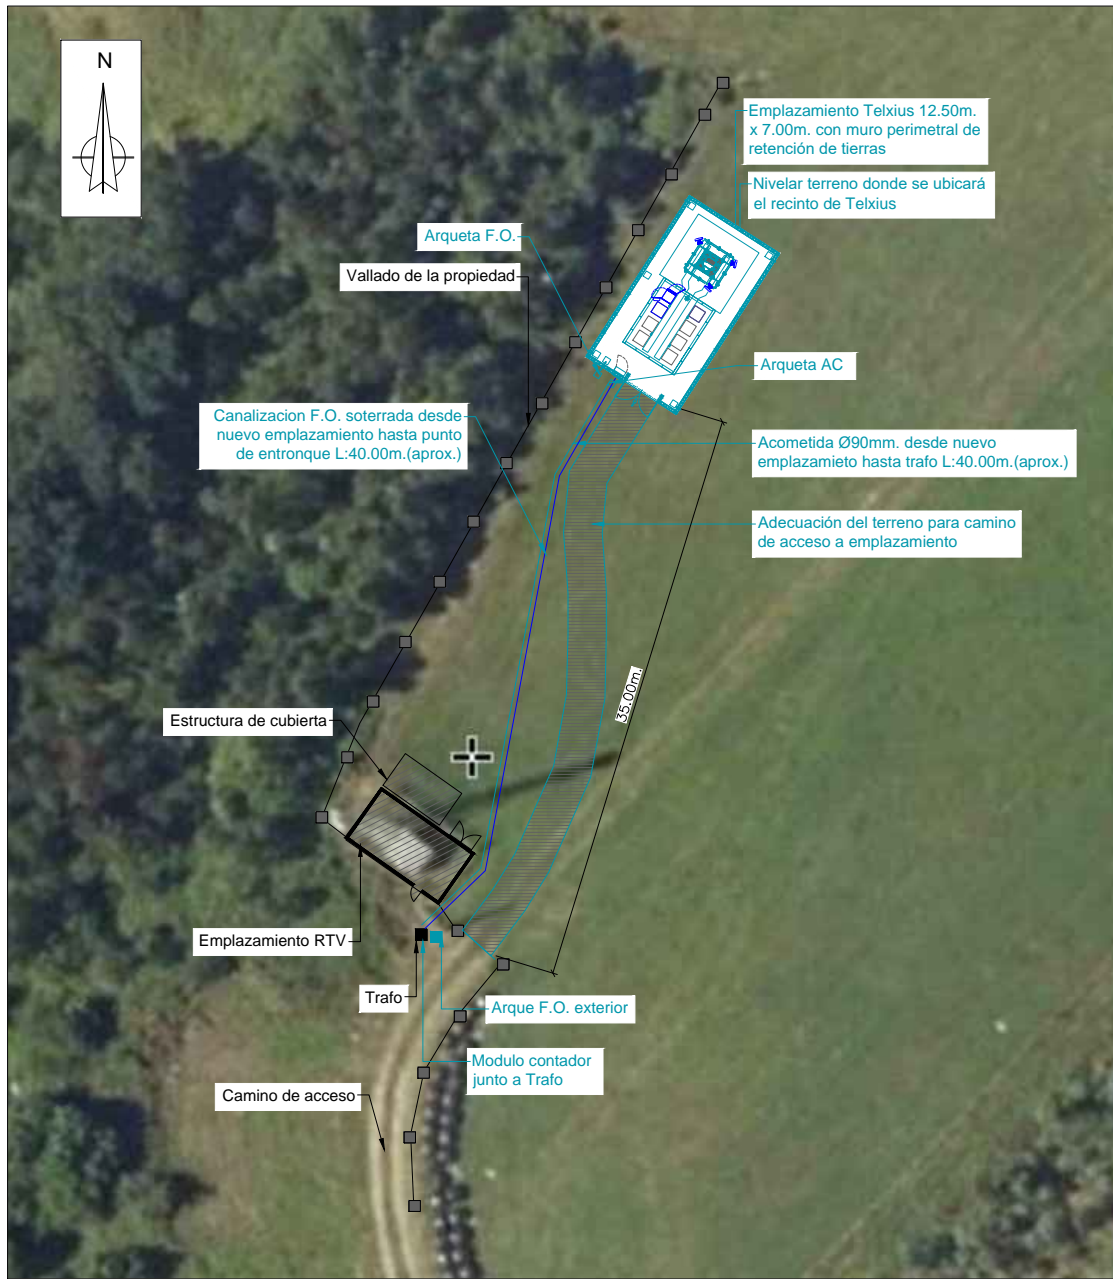 N
Emplazamiento Telxius 12.50m.
x 7.00m. con muro perimetral de
retención de tierras
Nivelar terreno donde se ubicará
el recinto de Telxius
Arqueta F.O.
Vallado de la propiedad
Arqueta AC
Canalizacion F.O. soterrada desde
nuevo emplazamiento hasta punto
de entronque L:40.00m.(aprox.)
Acometida Ø90mm. desde nuevo
emplazamieto hasta trafo L:40.00m.(aprox.)
Adecuación del terreno para camino
de acceso a emplazamiento
35.00m.
Estructura de cubierta
Emplazamiento RTV
Trafo
Arque F.O. exterior
Modulo contador
junto a Trafo
Camino de acceso